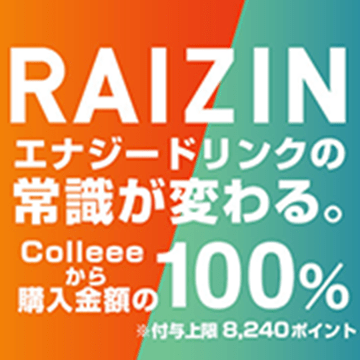 RAIZIN
エナジードリンクの
常識が変わる。
Colleee
から
購入金額の
100%
※付与上限 8,240ポイント